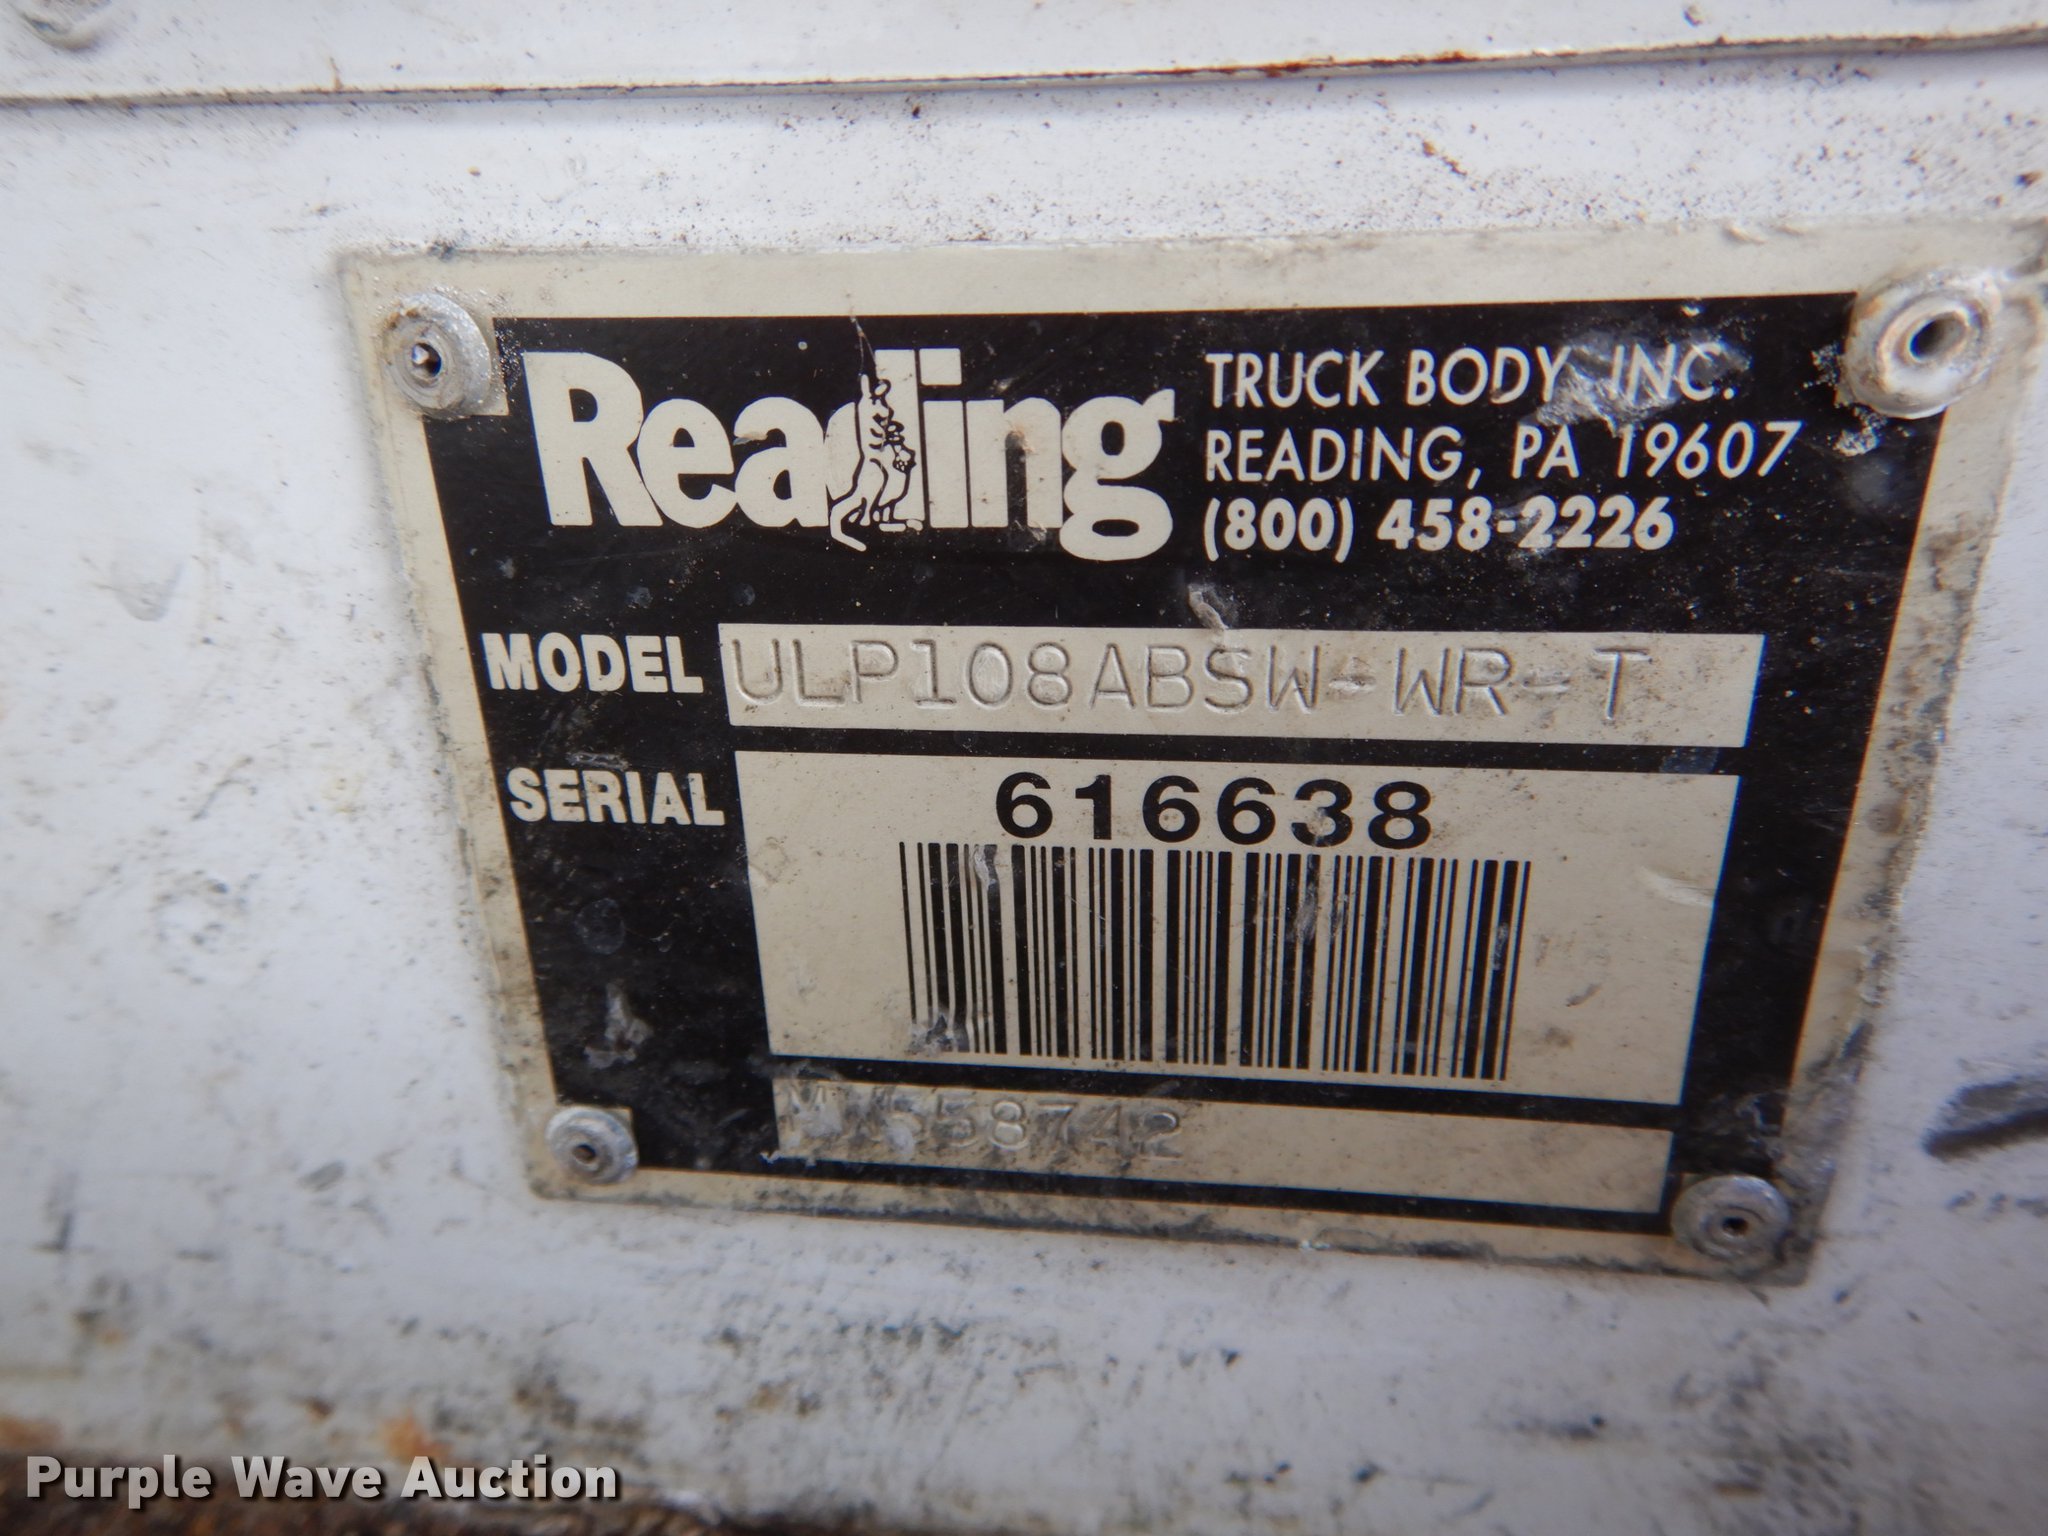 Reading
TRUCK BODY, INC.
READING, PA 19607
(800) 458-2226
MODEL ULP108ABSW-WR-T
SERIAL 616638
Purple Wave Auction